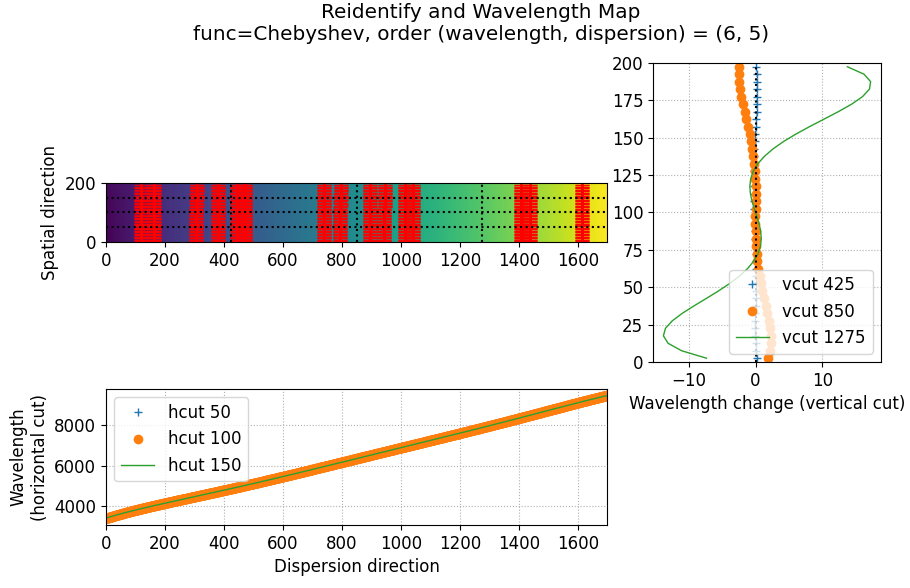 Reidentify and Wavelength Map
func=Chebyshev, order (wavelength, dispersion) = (6, 5)
Spatial direction
200
0
0 200 400 600 800 1000 1200 1400 1600
200
175
150
125
100
75
50
25
0
vcut 425
vcut 850
vcut 1275
−10 0 10
Wavelength change (vertical cut)
Wavelength
(horizontal cut)
8000
6000
4000
hcut 50
hcut 100
hcut 150
0 200 400 600 800 1000 1200 1400 1600
Dispersion direction